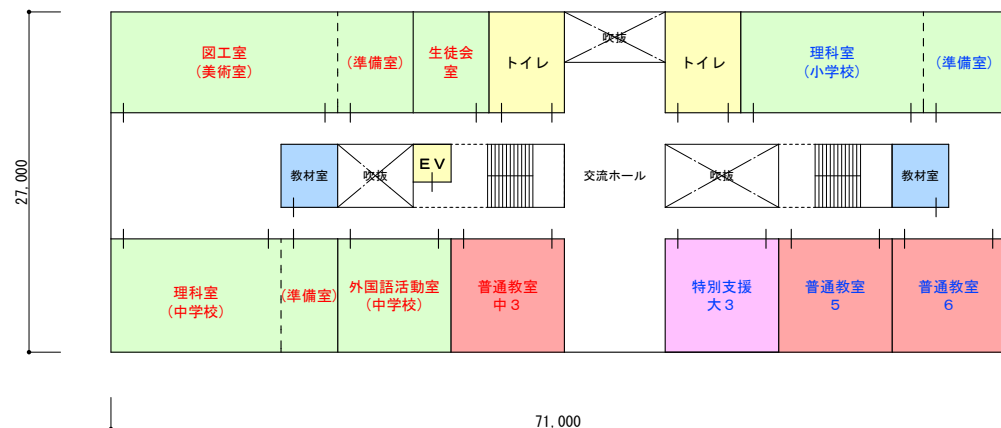 図工室
(美術室)
(準備室)
生徒会
室
トイレ
吹抜
トイレ
理科室
(小学校)
(準備室)
27,000
教材室
吹抜
EV
交流ホール
吹抜
教材室
理科室
(中学校)
(準備室)
外国語活動室
(中学校)
普通教室
中3
特別支援
大3
普通教室
5
普通教室
6
71,000